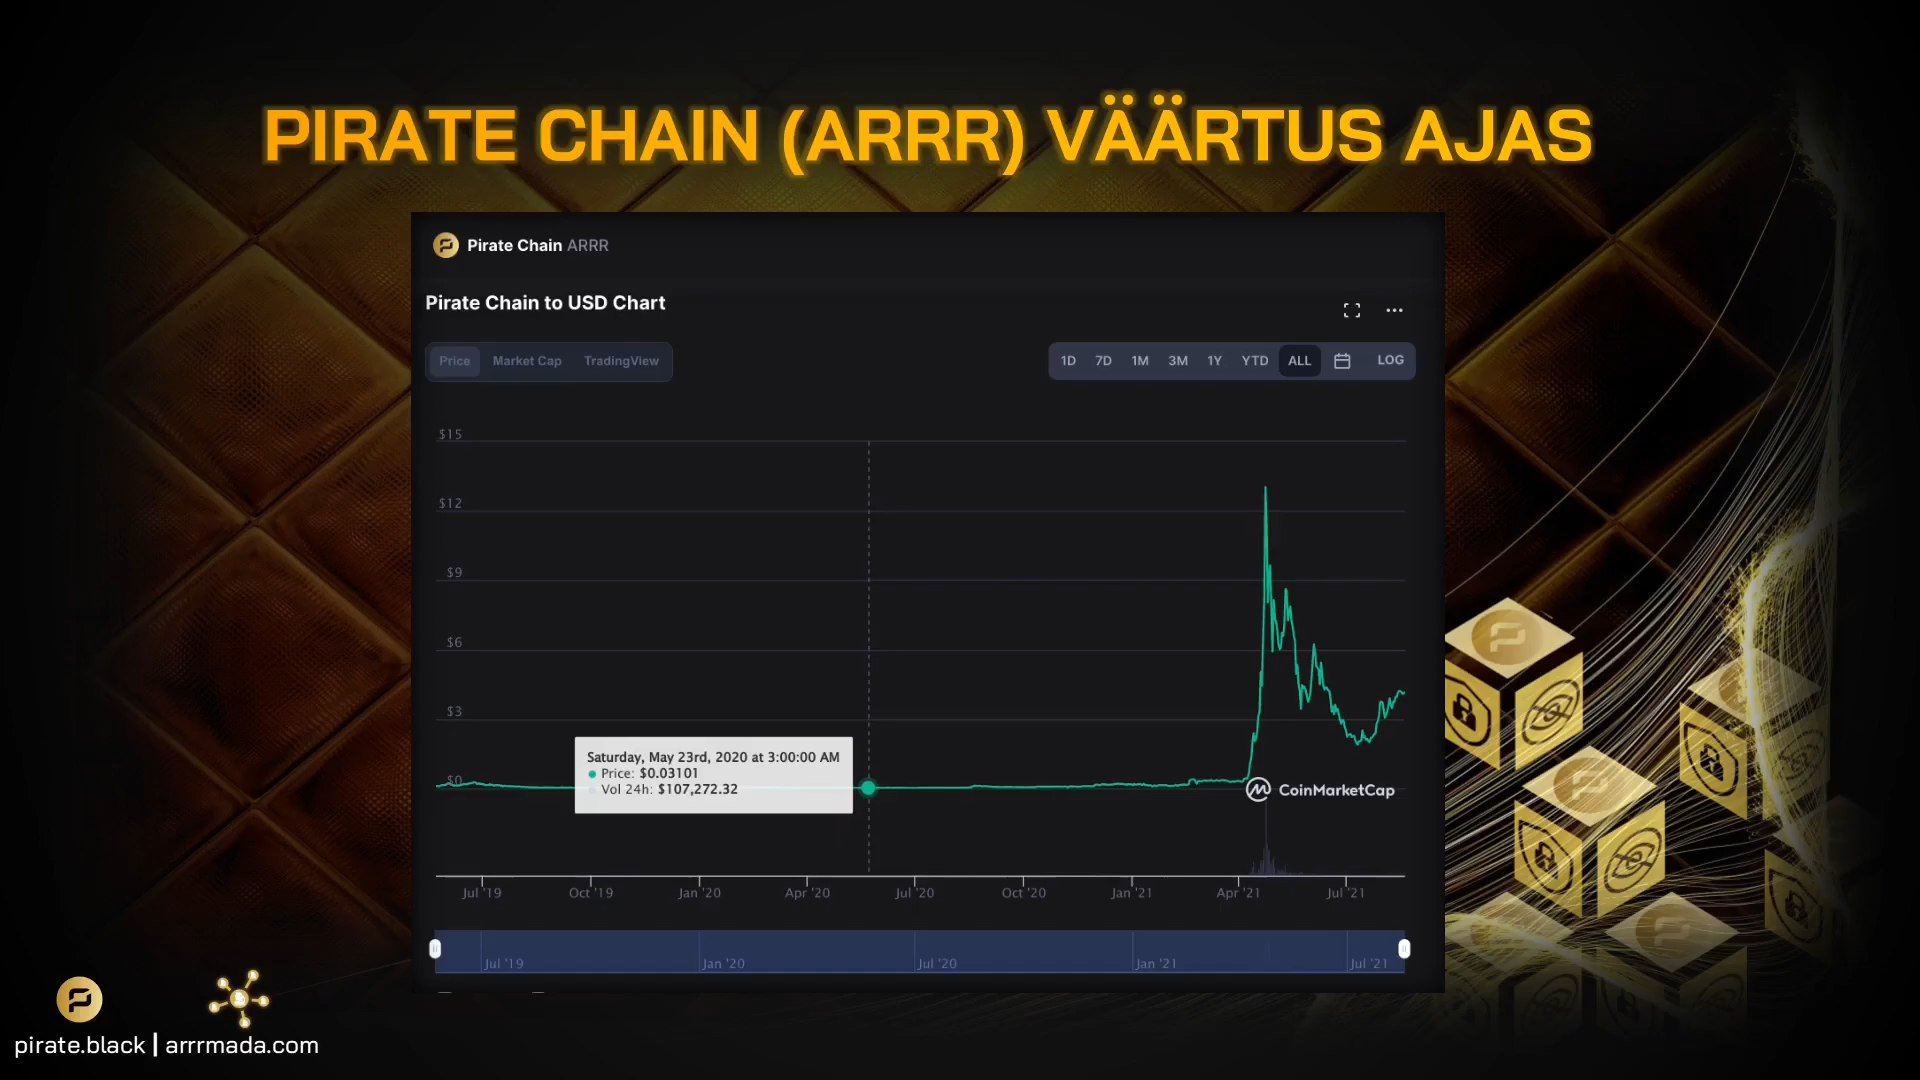 PIRATE CHAIN (ARRR) VÄÄRTUS AJAS
Pirate Chain ARRR
Pirate Chain to USD Chart
Price Market Cap TradingView
1D 7D 1M 3M 1Y YTD ALL LOG
$15
$12
$9
$6
$3
$0
Saturday, May 23rd, 2020 at 3:00:00 AM
Price: $0.03101
Vol 24h: $107,272.32
CoinMarketCap
Jul '19 Oct '19 Jan '20 Apr '20 Jul '20 Oct '20 Jan '21 Apr '21 Jul '21
Jul '19 Jan '20 Jul '20 Jan '21 Jul '21
pirate.black | arrrmada.com